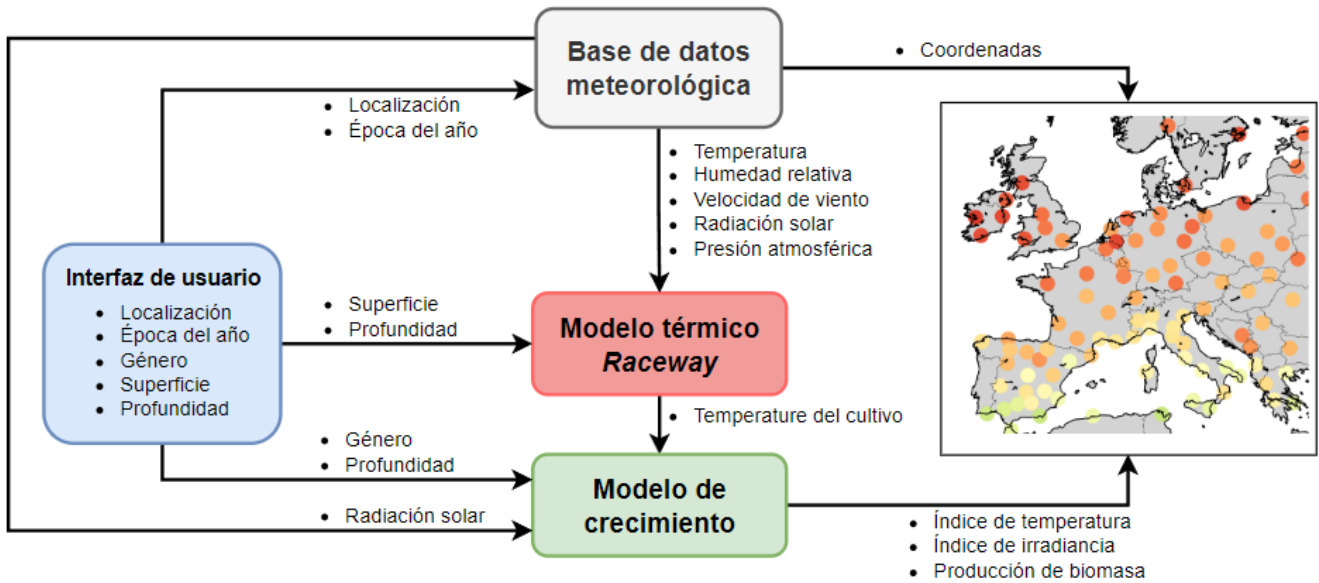 Base de datos
meteorológica
• Coordenadas
• Localización
• Época del año
• Temperatura
• Humedad relativa
• Velocidad de viento
• Radiación solar
• Presión atmosférica
Interfaz de usuario
• Localización
• Época del año
• Género
• Superficie
• Profundidad
• Superficie
• Profundidad
Modelo térmico
Raceway
• Temperature del cultivo
• Género
• Profundidad
• Radiación solar
Modelo de
crecimiento
• Índice de temperatura
• Índice de irradiancia
• Producción de biomasa